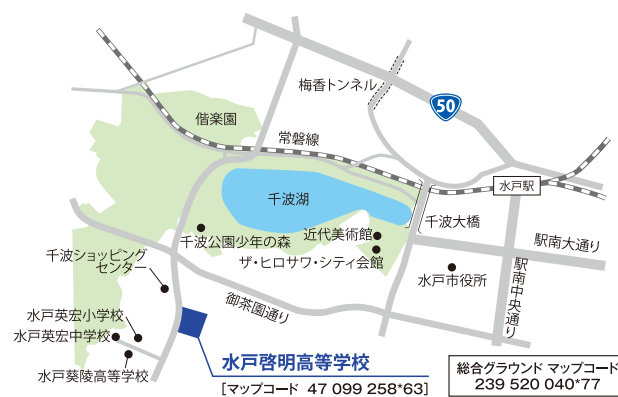 梅香トンネル
50
偕楽園
常磐線
水戸駅
千波湖
千波大橋
千波公園少年の森
近代美術館
ザ・ヒロサワ・シティ会館
駅南大通り
千波ショッピング
センター
水戸市役所
駅南中央通り
御茶園通り
水戸英宏小学校
水戸英宏中学校
水戸葵陵高等学校
水戸啓明高等学校
[マップコード 47 099 258*63]
総合グラウンド マップコード
239 520 040*77